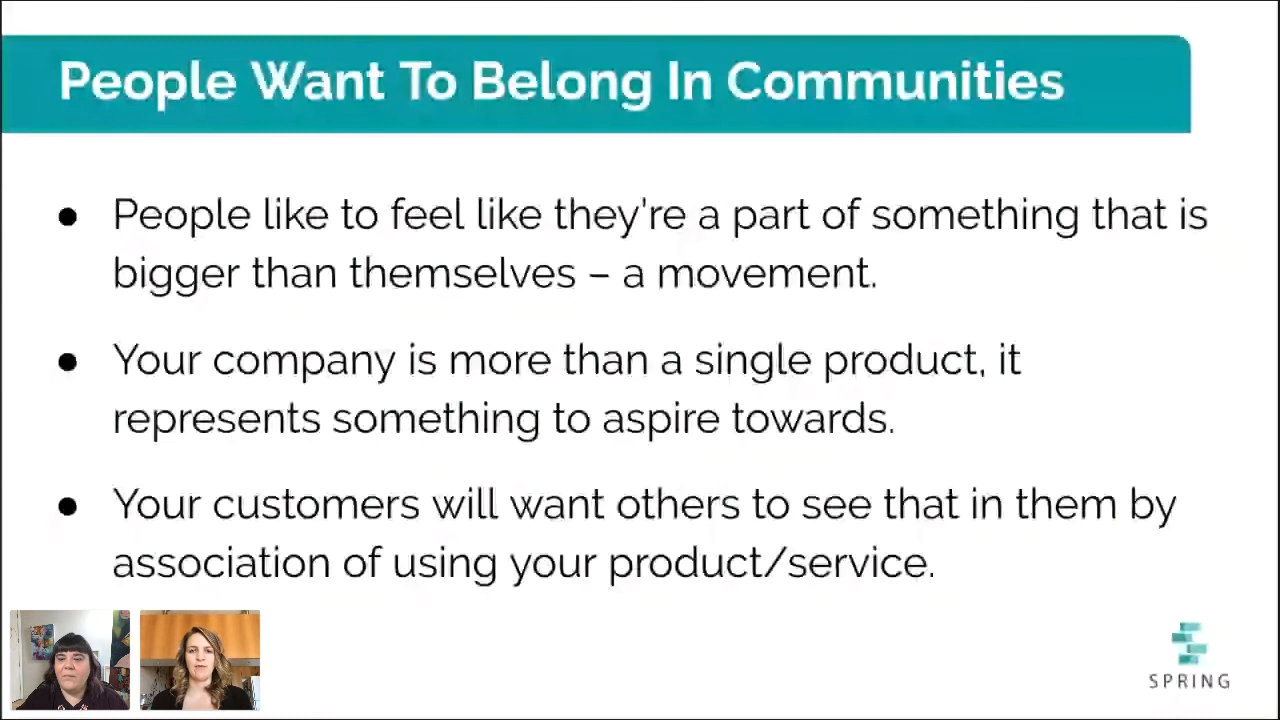 People Want To Belong In Communities
● People like to feel like they're a part of something that is
bigger than themselves – a movement.
● Your company is more than a single product, it
represents something to aspire towards.
● Your customers will want others to see that in them by
association of using your product/service.
SPRING